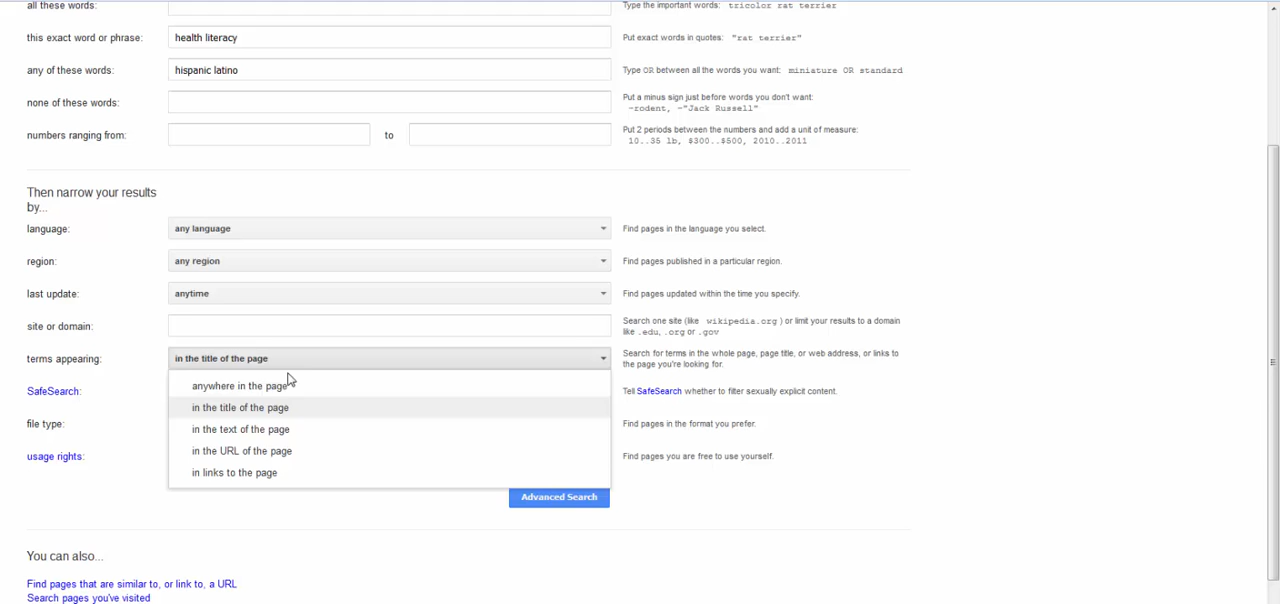 all these words:
Type the important words: tricolor rat terrier
this exact word or phrase: health literacy
Put exact words in quotes: "rat terrier"
any of these words: hispanic latino
Type OR between all the words you want: miniature OR standard
none of these words:
Put a minus sign just before words you don't want:
-rodent, -"Jack Russell"
numbers ranging from: to
Put 2 periods between the numbers and add a unit of measure:
10..35 lb, $300..$500, 2010..2011
Then narrow your results
by...
language: any language
Find pages in the language you select.
region: any region
Find pages published in a particular region.
last update: anytime
Find pages updated within the time you specify.
site or domain:
Search one site (like wikipedia.org ) or limit your results to a domain
like .edu, .org or .gov
terms appearing: in the title of the page
Search for terms in the whole page, page title, or web address, or links to
the page you're looking for.
anywhere in the page
in the title of the page
in the text of the page
in the URL of the page
in links to the page
SafeSearch:
Tell SafeSearch whether to filter sexually explicit content.
file type:
Find pages in the format you prefer.
usage rights:
Find pages you are free to use yourself.
Advanced Search
You can also...
Find pages that are similar to, or link to, a URL
Search pages you've visited